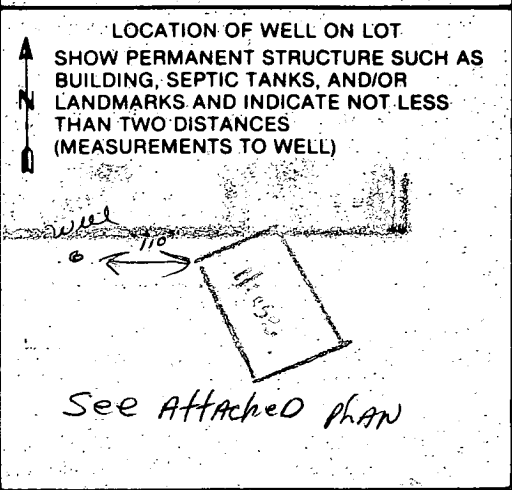 LOCATION OF WELL ON LOT
SHOW PERMANENT STRUCTURE SUCH AS
BUILDING, SEPTIC TANKS, AND/OR
N LANDMARKS AND INDICATE NOT LESS
THAN TWO DISTANCES
(MEASUREMENTS TO WELL)
Well
110'
House
See AttAcheD PLAN